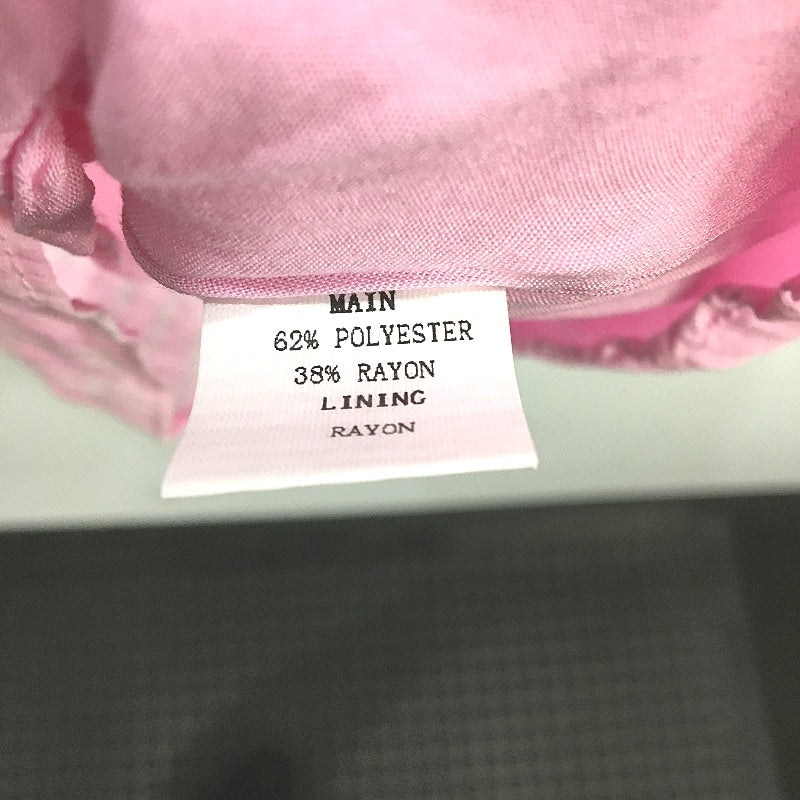 MAIN
62% POLYESTER
38% RAYON
LINING
RAYON